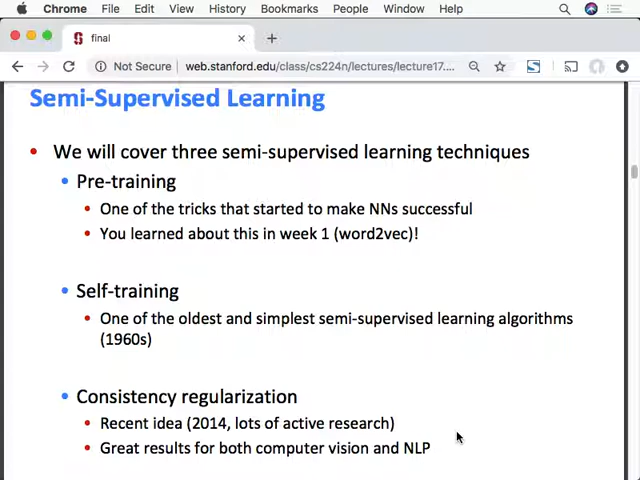 Chrome File Edit View History Bookmarks People Window Help
final
Not Secure web.stanford.edu/class/cs224n/lectures/lecture17....
Semi-Supervised Learning
• We will cover three semi-supervised learning techniques
• Pre-training
• One of the tricks that started to make NNs successful
• You learned about this in week 1 (word2vec)!
• Self-training
• One of the oldest and simplest semi-supervised learning algorithms
(1960s)
• Consistency regularization
• Recent idea (2014, lots of active research)
• Great results for both computer vision and NLP